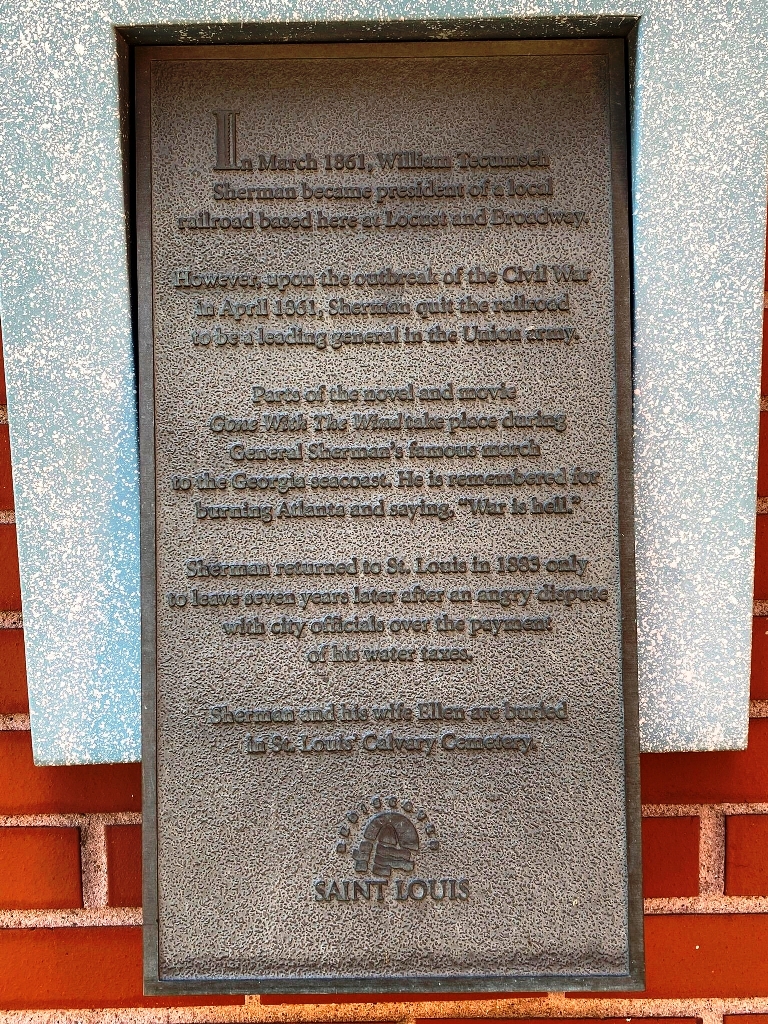 In March 1861, William Tecumseh
Sherman became president of a local
railroad based here at Locust and Broadway.
However, upon the outbreak of the Civil War
in April 1861, Sherman quit the railroad
to be a leading general in the Union army.
Parts of the novel and movie
Gone With The Wind take place during
General Sherman's famous march
to the Georgia seacoast. He is remembered for
burning Atlanta and saying, "War is hell."
Sherman returned to St. Louis in 1883 only
to leave seven years later after an angry dispute
with city officials over the payment
of his water taxes.
Sherman and his wife Ellen are buried
in St. Louis' Calvary Cemetery.
SAINT LOUIS